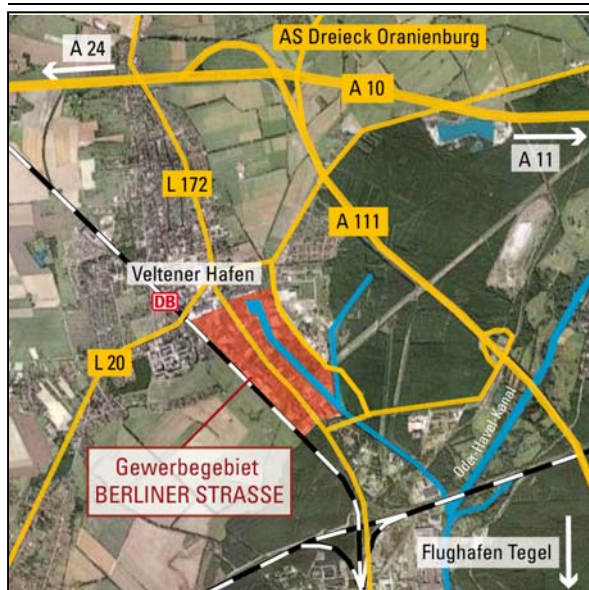 AS Dreieck Oranienburg
A 24
A 10
A 11
L 172
A 111
Veltener Hafen
DB
L 20
Oder-Havel-Kanal
Gewerbegebiet
BERLINER STRASSE
Flughafen Tegel